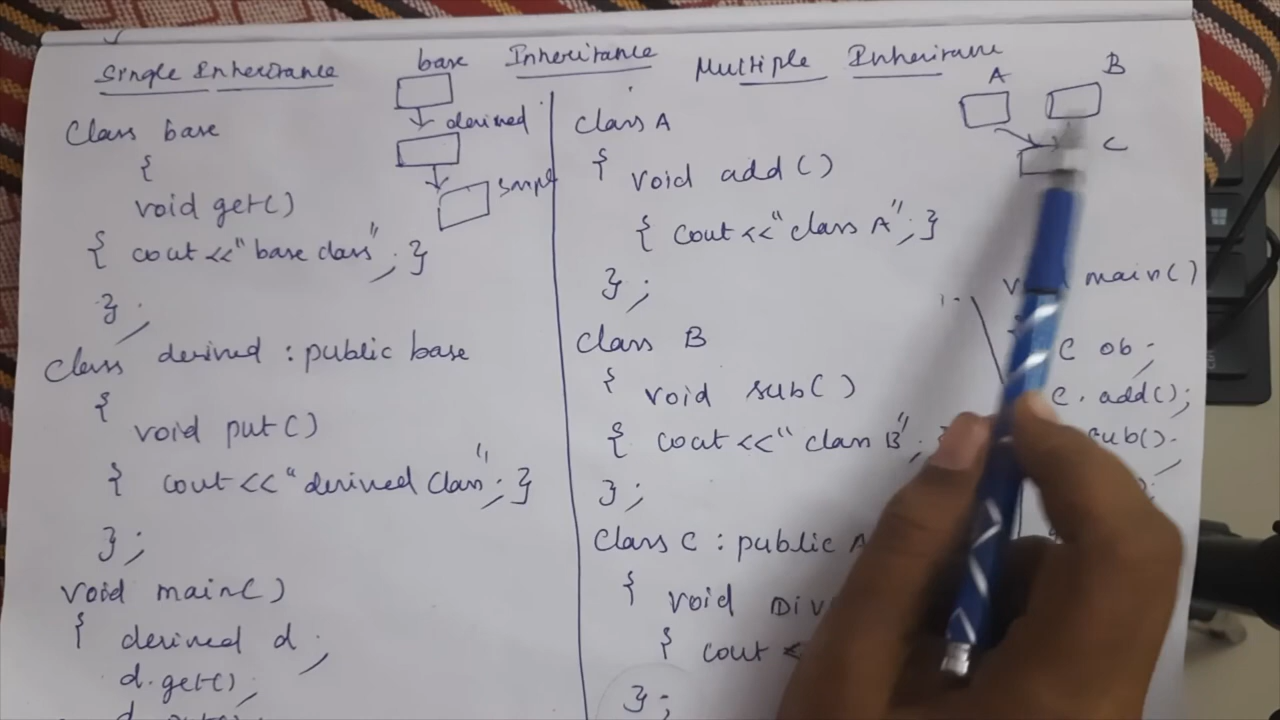 Inheritance
Single Inheritance
base
derived
Class base
{
void get()
{ cout << "base class"; }
};
Class derived : public base
{
void put()
{ cout << "derived Class"; }
};
void main()
{ derived d;
d.get();
Multiple Inheritance
A
B
C
Class A
{ void add()
{ cout << "class A"; }
};
Class B
{ void sub()
{ cout << "class B";
};
Class C : public A
{ void Div
{ cout <
};
main()
C ob;
C. add();
sub();